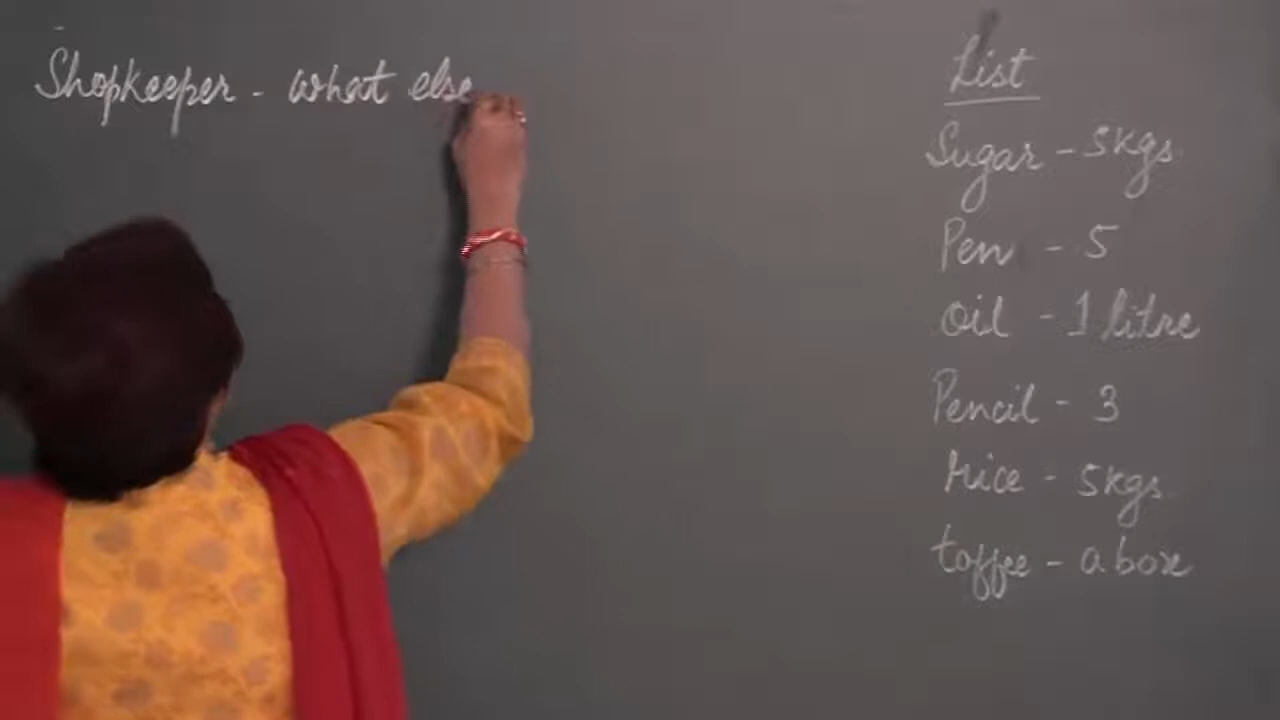 Shopkeeper - what else
List
Sugar - 5kgs
Pen - 5
oil - 1 litre
Pencil - 3
rice - 5kgs
toffee - a box